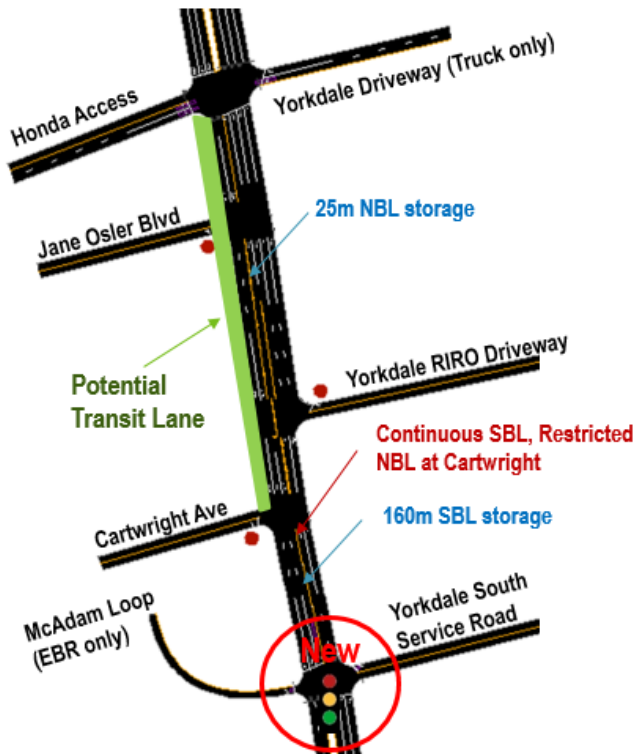 Honda Access
Yorkdale Driveway (Truck only)
25m NBL storage
Jane Osler Blvd
Yorkdale RIRO Driveway
Potential
Transit Lane
Continuous SBL, Restricted
NBL at Cartwright
Cartwright Ave
160m SBL storage
McAdam Loop
(EBR only)
Yorkdale South
Service Road
New